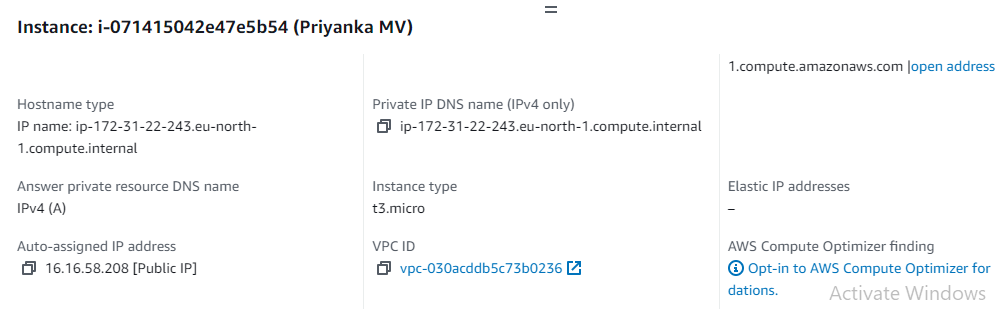 Instance: i-071415042e47e5b54 (Priyanka MV)
1.compute.amazonaws.com |open address
Hostname type
IP name: ip-172-31-22-243.eu-north-
1.compute.internal
Private IP DNS name (IPv4 only)
ip-172-31-22-243.eu-north-1.compute.internal
Answer private resource DNS name
IPv4 (A)
Instance type
t3.micro
Elastic IP addresses
–
Auto-assigned IP address
16.16.58.208 [Public IP]
VPC ID
vpc-030acddb5c73b0236
AWS Compute Optimizer finding
Opt-in to AWS Compute Optimizer for
dations.
Activate Windows